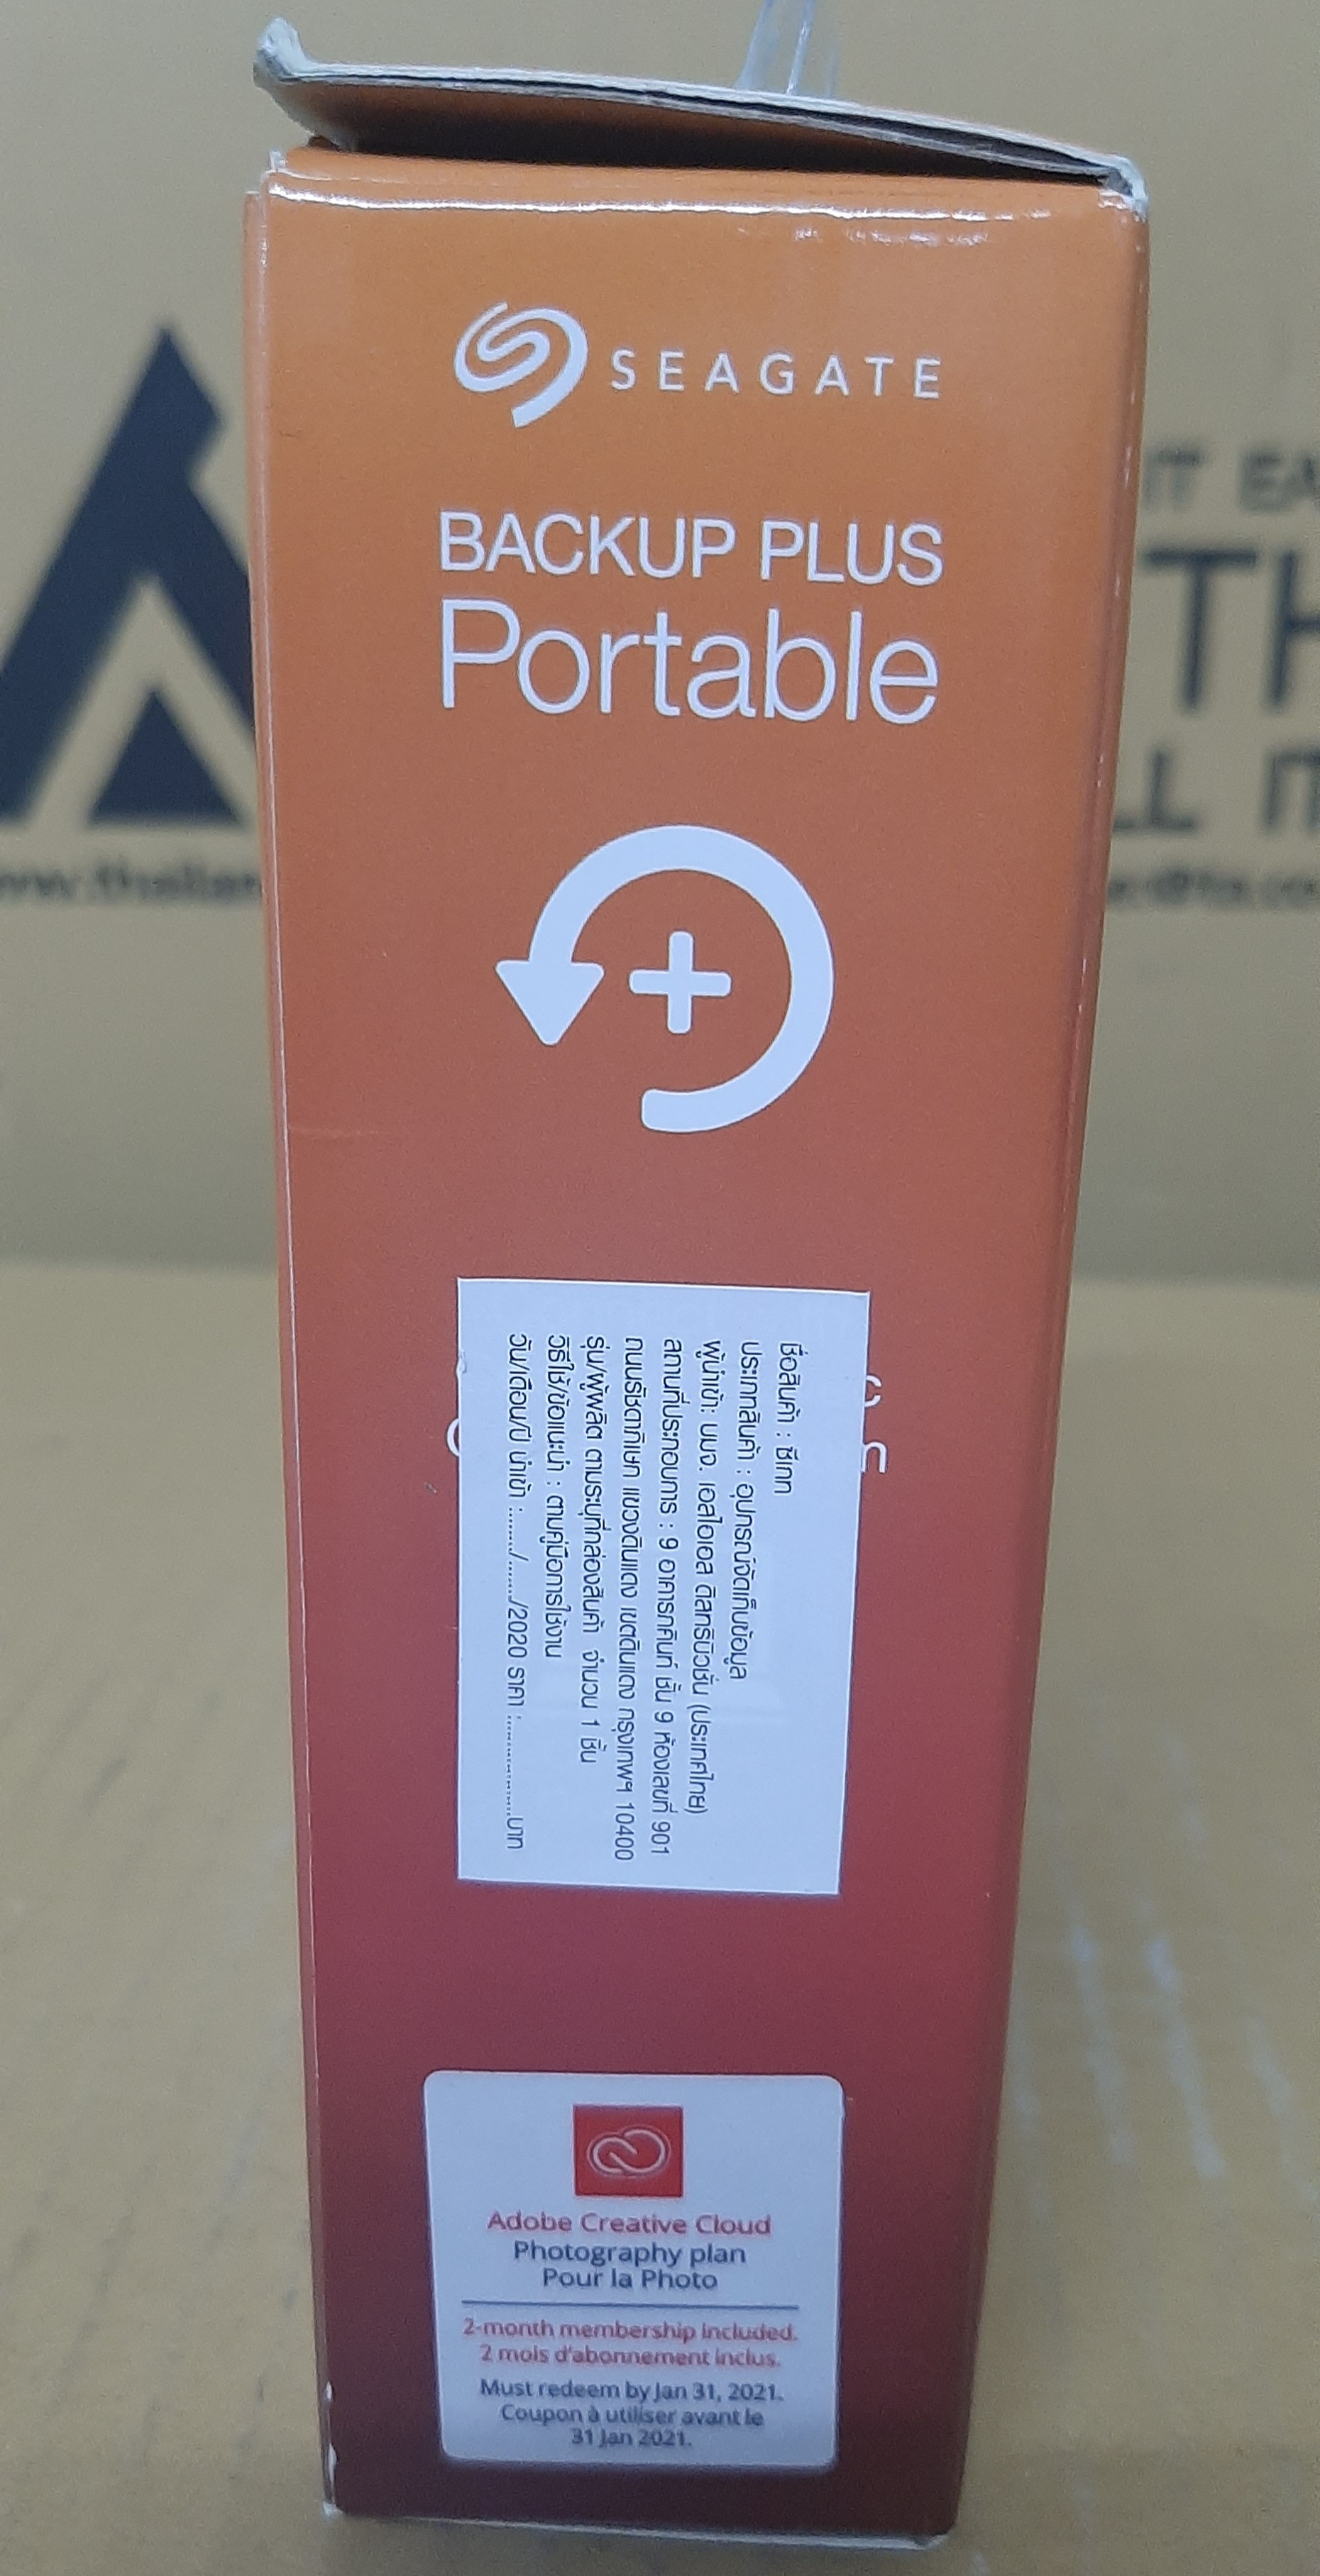 SEAGATE
BACKUP PLUS
Portable
ชื่อสินค้า : ซีเกท
ประเภทสินค้า : อุปกรณ์จัดเก็บข้อมูล
ผู้นำเข้า: บมจ. เอสไอเอส ดิสทริบิวชั่น (ประเทศไทย)
สถานที่ประกอบการ : 9 อาคารภคินท์ ชั้น 9 ห้องเลขที่ 901
ถนนรัชดาภิเษก แขวงดินแดง เขตดินแดง กรุงเทพฯ 10400
รุ่น/ผู้ผลิต ตามระบุที่กล่องสินค้า จำนวน 1 ชิ้น
วิธีใช้/ข้อแนะนำ : ตามคู่มือการใช้งาน
วัน/เดือน/ปี นำเข้า :......./......./2020 ราคา :..................บาท
Adobe Creative Cloud
Photography plan
Pour la Photo
2-month membership included.
2 mois d'abonnement inclus.
Must redeem by Jan 31, 2021.
Coupon à utiliser avant le
31 Jan 2021.
IT
TH
LL IT